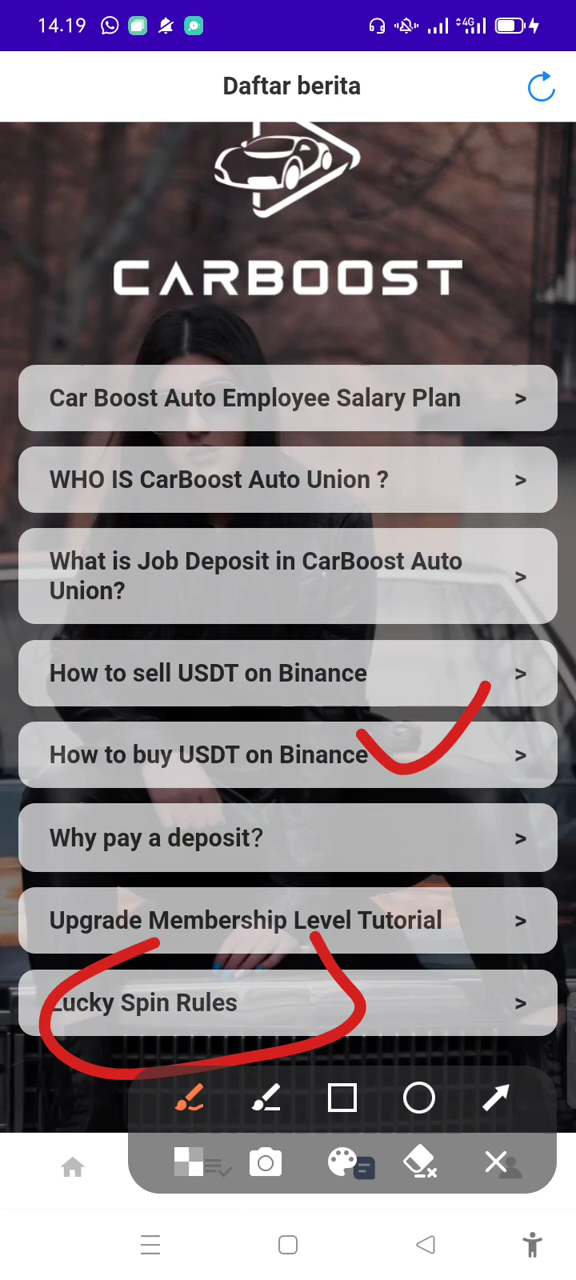 14.19
4G
Daftar berita
CARBOOST
Car Boost Auto Employee Salary Plan >
WHO IS CarBoost Auto Union ? >
What is Job Deposit in CarBoost Auto
Union? >
How to sell USDT on Binance >
How to buy USDT on Binance >
Why pay a deposit? >
Upgrade Membership Level Tutorial >
Lucky Spin Rules >